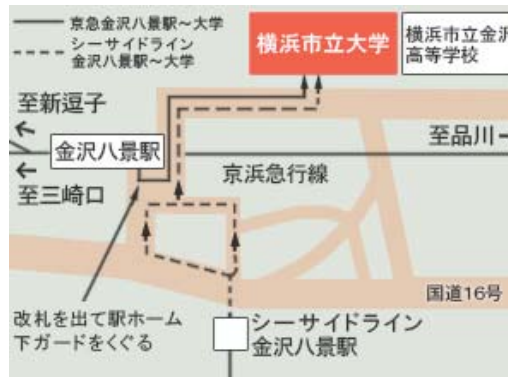 京急金沢八景駅～大学
シーサイドライン
金沢八景駅～大学
横浜市立大学
横浜市立金沢
高等学校
至新逗子
金沢八景駅
至三崎口
至品川
京浜急行線
国道16号
改札を出て駅ホーム
下ガードをくぐる
シーサイドライン
金沢八景駅